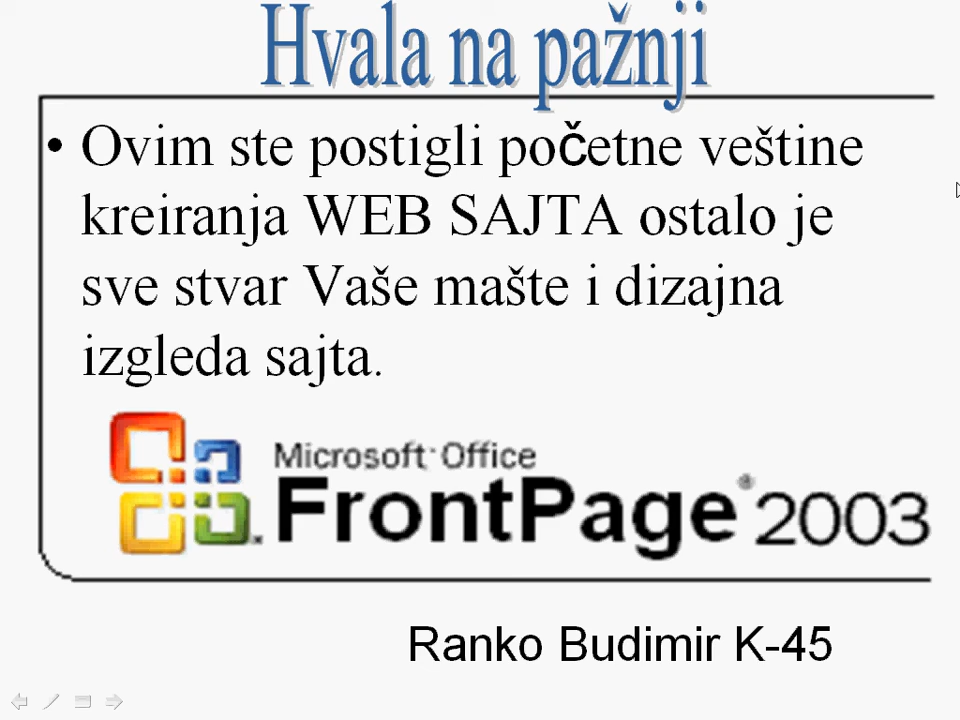 Hvala na pažnji
• Ovim ste postigli početne veštine
kreiranja WEB SAJTA ostalo je
sve stvar Vaše mašte i dizajna
izgleda sajta.
Microsoft Office
FrontPage® 2003
Ranko Budimir K-45